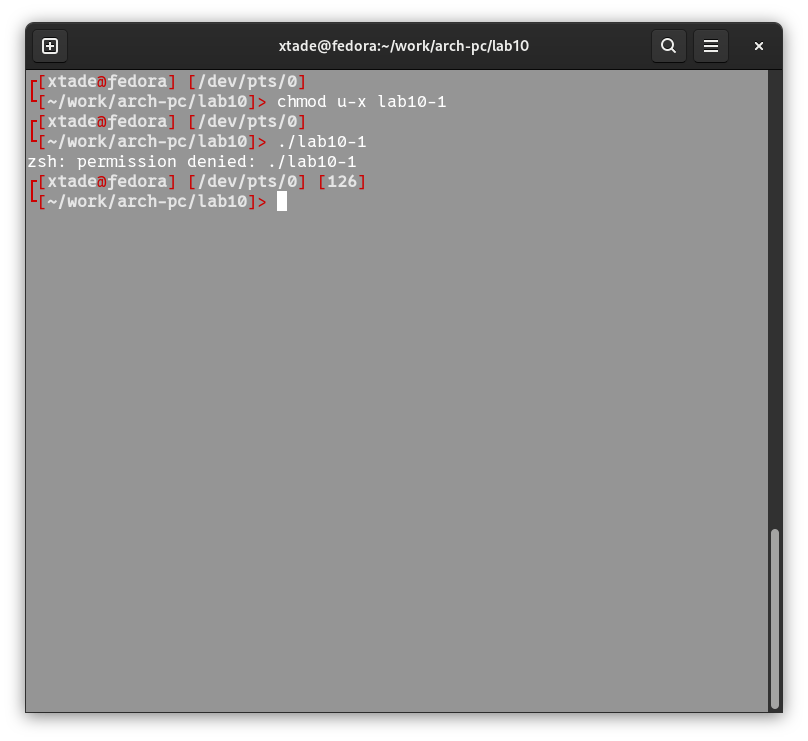 xtade@fedora:~/work/arch-pc/lab10
┌[xtade@fedora] [/dev/pts/0]
└[~/work/arch-pc/lab10]> chmod u-x lab10-1
┌[xtade@fedora] [/dev/pts/0]
└[~/work/arch-pc/lab10]> ./lab10-1
zsh: permission denied: ./lab10-1
┌[xtade@fedora] [/dev/pts/0] [126]
└[~/work/arch-pc/lab10]>